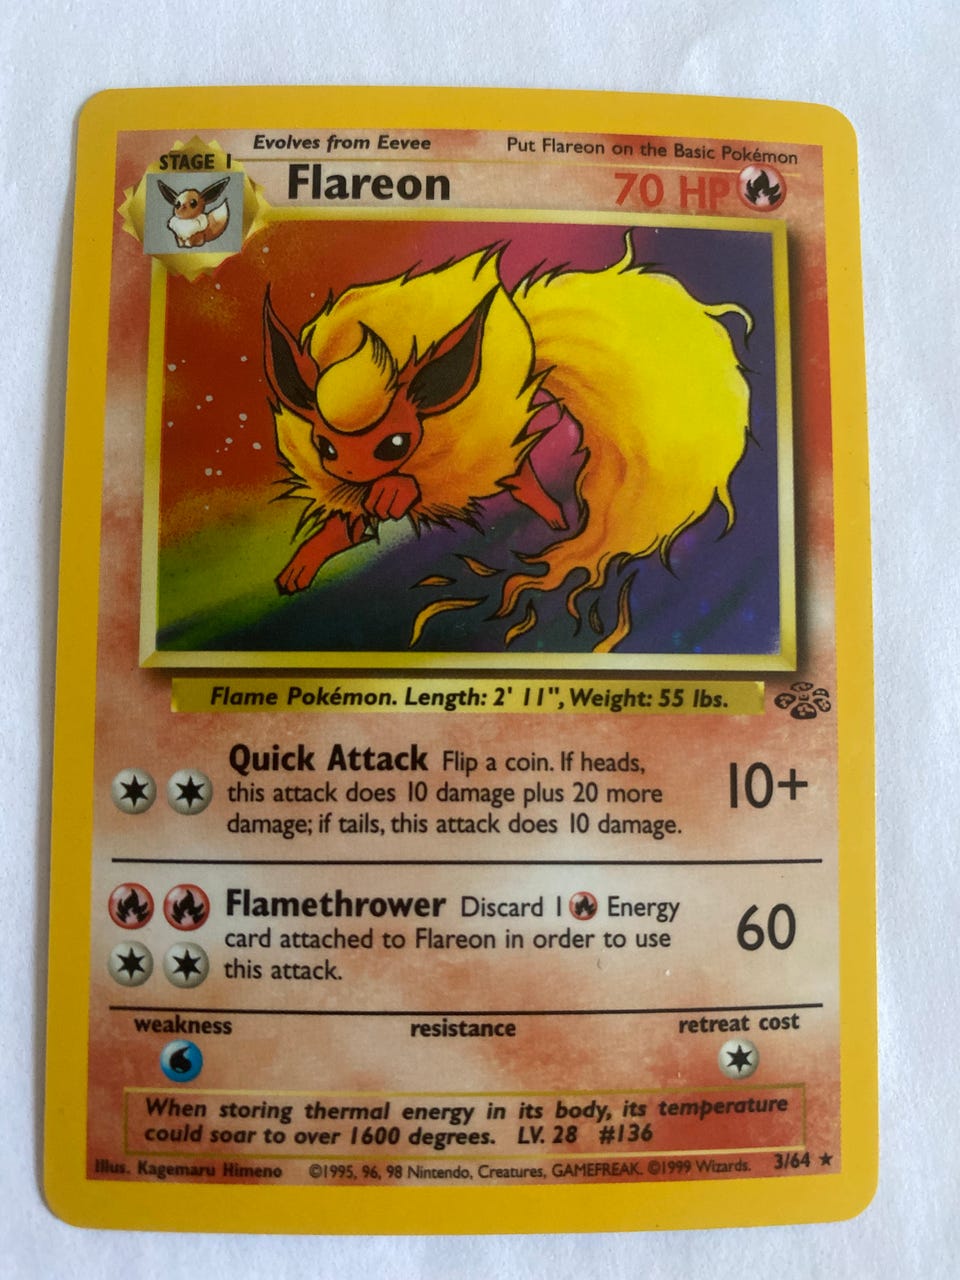 Evolves from Eevee
Put Flareon on the Basic Pokémon
STAGE 1
Flareon
70 HP
Flame Pokémon. Length: 2' 11", Weight: 55 lbs.
Quick Attack Flip a coin. If heads,
this attack does 10 damage plus 20 more
damage; if tails, this attack does 10 damage.
10+
Flamethrower Discard 1 Energy
card attached to Flareon in order to use
this attack.
60
weakness
resistance
retreat cost
When storing thermal energy in its body, its temperature
could soar to over 1600 degrees. LV. 28 #136
Illus. Kagemaru Himeno ©1995, 96, 98 Nintendo, Creatures, GAMEFREAK. ©1999 Wizards. 3/64 ★